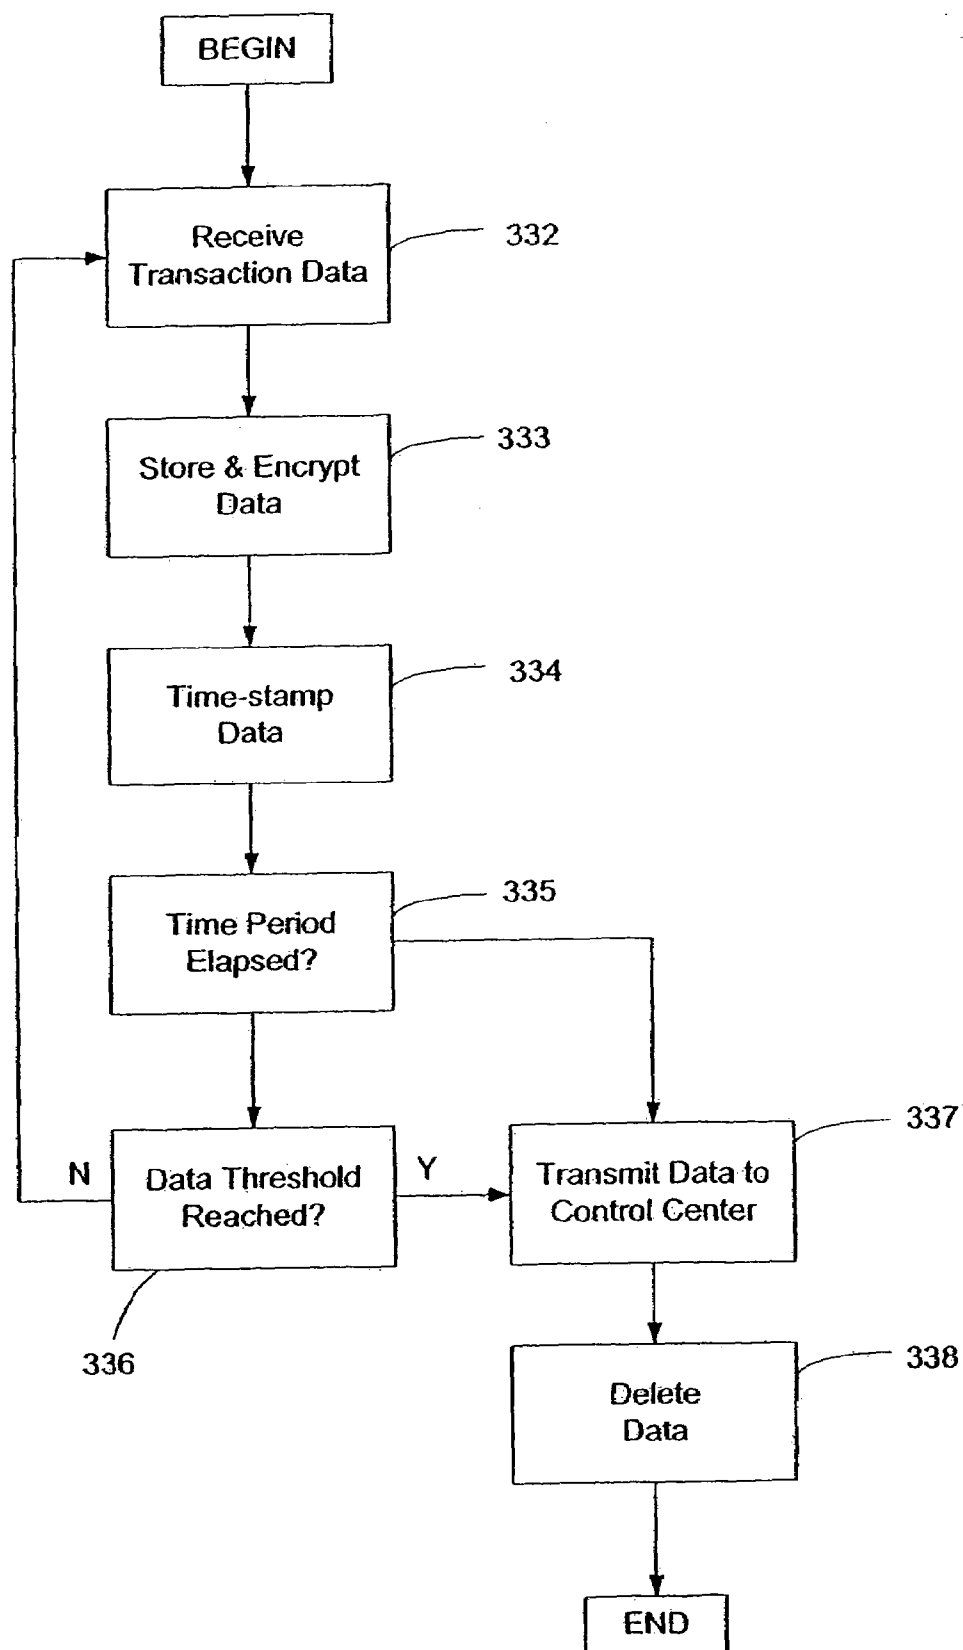 BEGIN
Receive
Transaction Data
332
Store & Encrypt
Data
333
Time-stamp
Data
334
Time Period
Elapsed?
335
Data Threshold
Reached?
N
Y
336
Transmit Data to
Control Center
337
Delete
Data
338
END